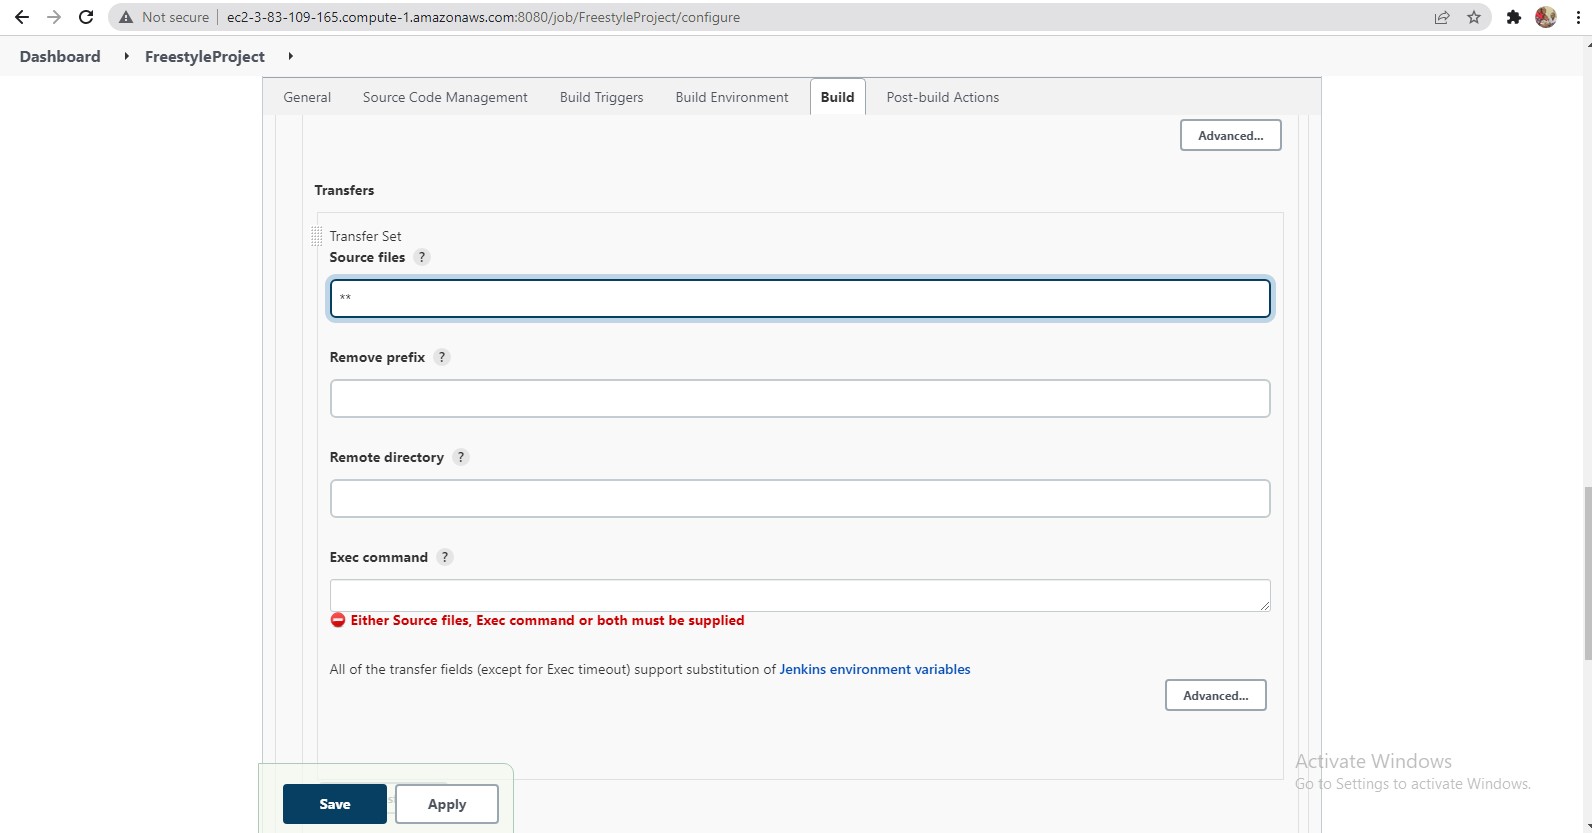 Not secure ec2-3-83-109-165.compute-1.amazonaws.com:8080/job/FreestyleProject/configure
Dashboard FreestyleProject
General Source Code Management Build Triggers Build Environment Build Post-build Actions
Advanced...
Transfers
Transfer Set
Source files ?
**
Remove prefix ?
Remote directory ?
Exec command ?
Either Source files, Exec command or both must be supplied
All of the transfer fields (except for Exec timeout) support substitution of Jenkins environment variables
Advanced...
Activate Windows
Go to Settings to activate Windows.
Save Apply